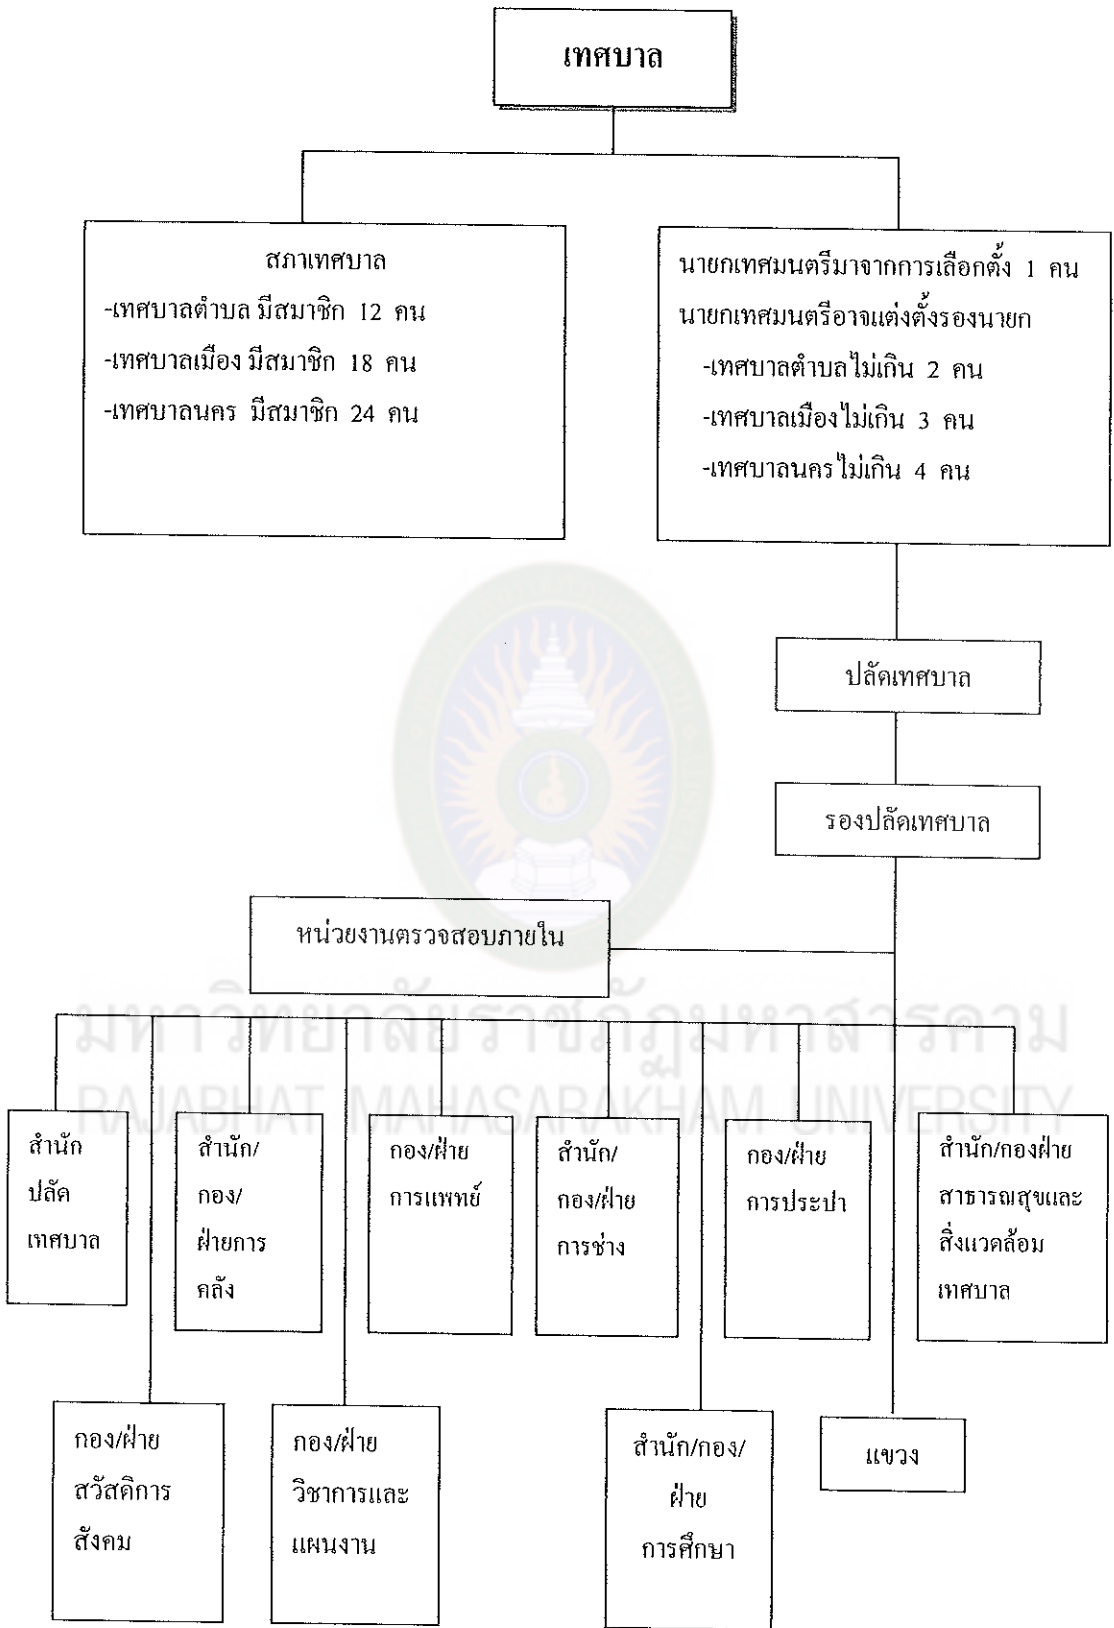 เทศบาล
สภาเทศบาล
-เทศบาลตำบล มีสมาชิก 12 คน
-เทศบาลเมือง มีสมาชิก 18 คน
-เทศบาลนคร มีสมาชิก 24 คน
นายกเทศมนตรีมาจากการเลือกตั้ง 1 คน
นายกเทศมนตรีอาจแต่งตั้งรองนายก
-เทศบาลตำบลไม่เกิน 2 คน
-เทศบาลเมืองไม่เกิน 3 คน
-เทศบาลนครไม่เกิน 4 คน
ปลัดเทศบาล
รองปลัดเทศบาล
หน่วยงานตรวจสอบภายใน
มหาวิทยาลัยราชภัฏมหาสารคาม
RAJABHAT MAHASARAKHAM UNIVERSITY
สำนัก
ปลัด
เทศบาล
สำนัก/
กอง/
ฝ่ายการ
คลัง
กอง/ฝ่าย
การแพทย์
สำนัก/
กอง/ฝ่าย
การช่าง
กอง/ฝ่าย
การประปา
สำนัก/กองฝ่าย
สาธารณสุขและ
สิ่งแวดล้อม
เทศบาล
กอง/ฝ่าย
สวัสดิการ
สังคม
กอง/ฝ่าย
วิชาการและ
แผนงาน
สำนัก/กอง/
ฝ่าย
การศึกษา
แขวง